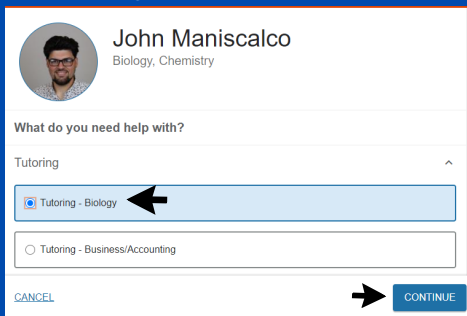 John Maniscalco
Biology, Chemistry
What do you need help with?
Tutoring
Tutoring - Biology
Tutoring - Business/Accounting
CANCEL
CONTINUE